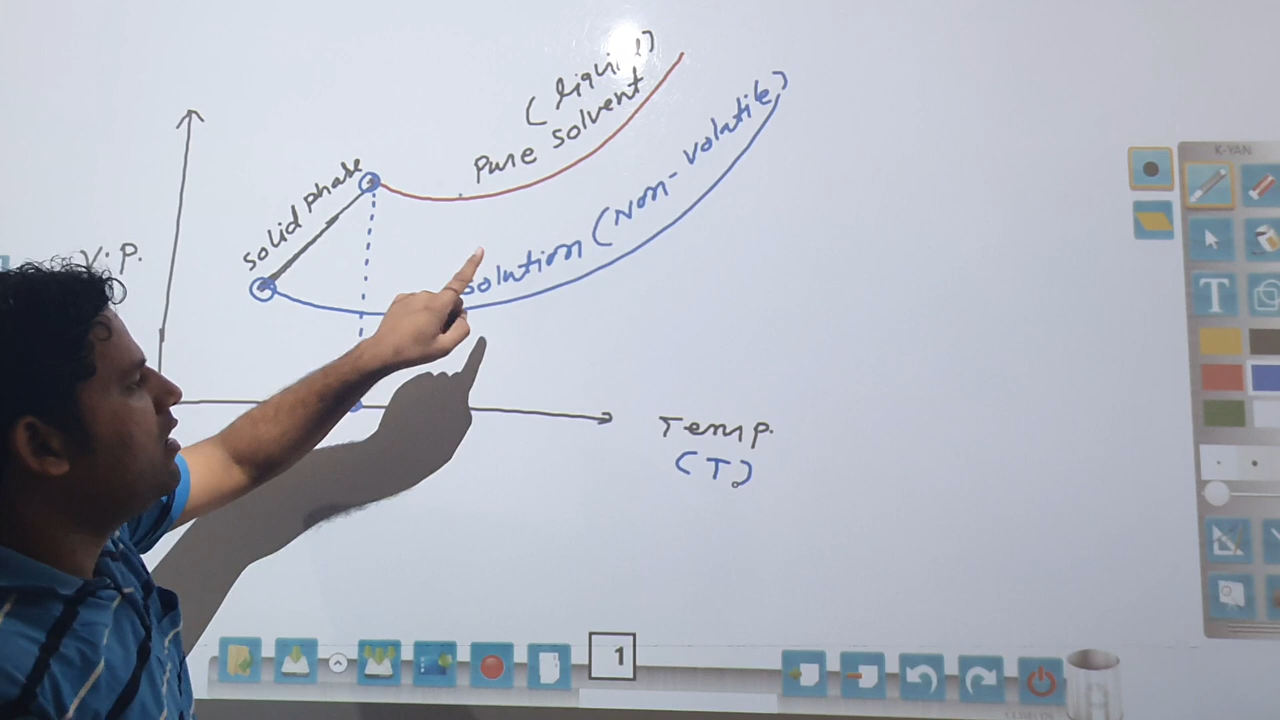 (liquid)
Pure solvent
solid phase
V.P.
solution (Non-volatile)
Temp.
(T)
K-YAN
T
1